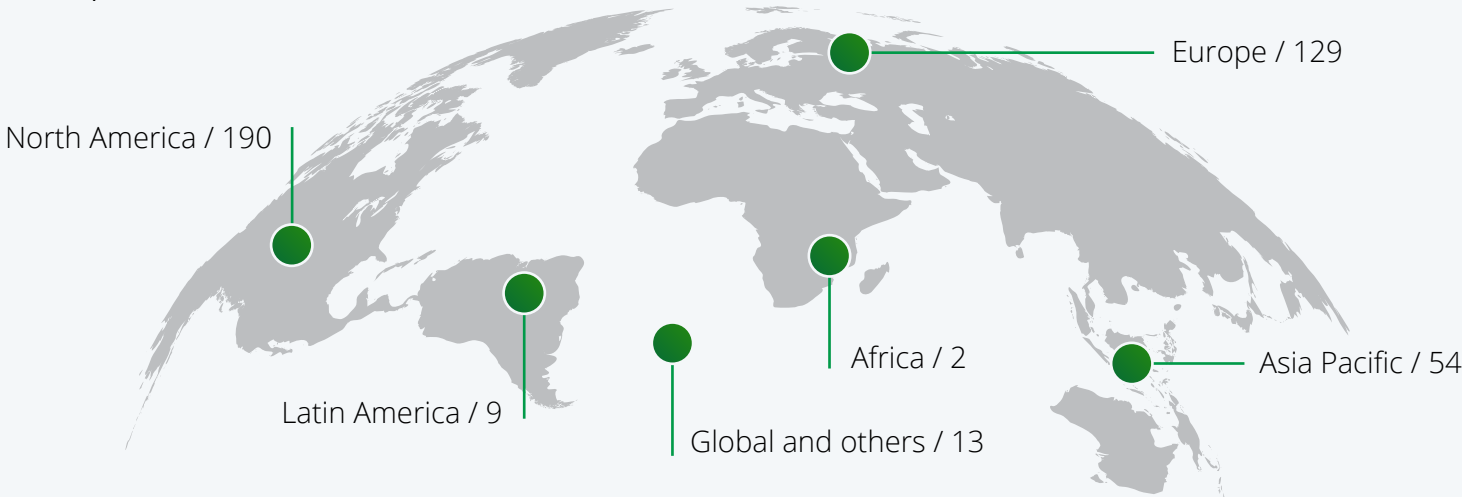 Europe / 129
North America / 190
Africa / 2
Asia Pacific / 54
Latin America / 9
Global and others / 13